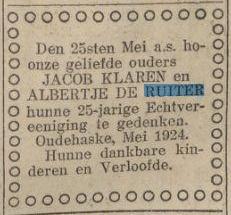 Den 25sten Mei a.s. ho-
onze geliefde ouders
JACOB KLAREN en
ALBERTJE DE RUITER
hunne 25-jarige Echtver-
eeniging te gedenken.
Oudehaske, Mei 1924.
Hunne dankbare kin-
deren en Verloofde.